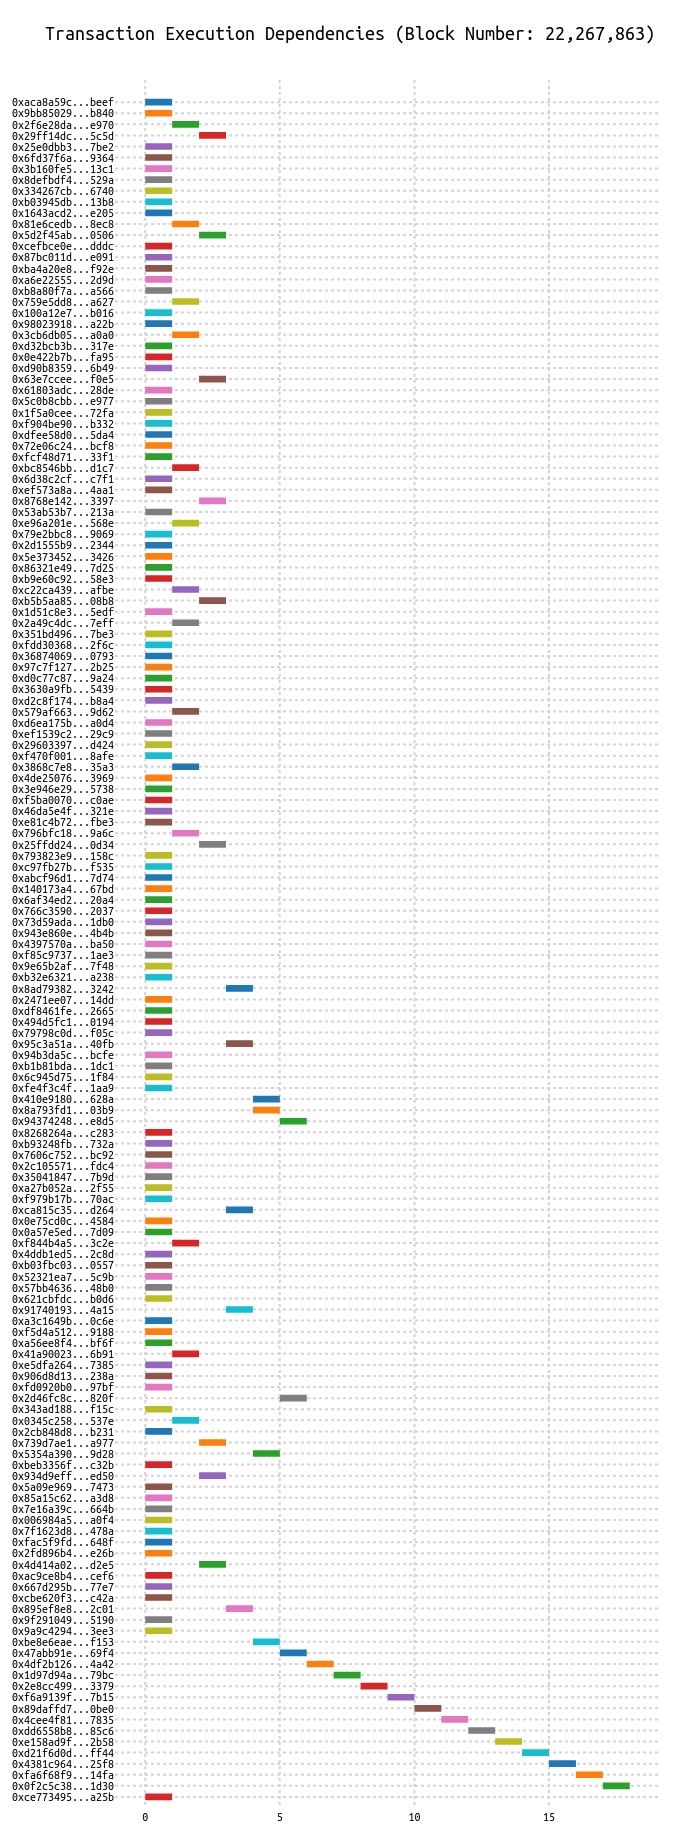 Transaction Execution Dependencies (Block Number: 22,267,863)
0xaca8a59c...beef
0x9bb85029...b840
0x2f6e28da...e970
0x29ff14dc...5c5d
0x25e0dbb3...7be2
0x6fd37f6a...9364
0x3b160fe5...13c1
0x8defbdf4...529a
0x334267cb...6740
0xb03945db...13b8
0x1643acd2...e205
0x81e6cedb...8ec8
0x5d2f45ab...0506
0xcefbce0e...dddc
0x87bc011d...e091
0xba4a20e8...f92e
0xa6e22555...2d9d
0xb8a80f7a...a566
0x759e5dd8...a627
0x100a12e7...b016
0x98023918...a22b
0x3cb6db05...a0a0
0xd32bcb3b...317e
0x0e422b7b...fa95
0xd90b8359...6b49
0x63e7ccee...f0e5
0x61803adc...28de
0x5c0b8cbb...e977
0x1f5a0cee...72fa
0xf904be90...b332
0xdfee58d0...5da4
0x72e06c24...bcf8
0xfcf48d71...33f1
0xbc8546bb...d1c7
0x6d38c2cf...c7f1
0xef573a8a...4aa1
0x8768e142...3397
0x53ab53b7...213a
0xe96a201e...568e
0x79e2bbc8...9069
0x2d1555b9...2344
0x5e373452...3426
0x86321e49...7d25
0xb9e60c92...58e3
0xc22ca439...afbe
0xb5b5aa85...08b8
0x1d51c8e3...5edf
0x2a49c4dc...7eff
0x351bd496...7be3
0xfdd30368...2f6c
0x36874069...0793
0x97c7f127...2b25
0xd0c77c87...9a24
0x3630a9fb...5439
0xd2c8f174...b8a4
0x579af663...9d62
0xd6ea175b...a0d4
0xef1539c2...29c9
0x29603397...d424
0xf470f001...8afe
0x3868c7e8...35a3
0x4de25076...3969
0x3e946e29...5738
0xf5ba0070...c0ae
0x46da5e4f...321e
0xe81c4b72...fbe3
0x796bfc18...9a6c
0x25ffdd24...0d34
0x793823e9...158c
0xc97fb27b...f535
0xabcf96d1...7d74
0x140173a4...67bd
0x6af34ed2...20a4
0x766c3590...2037
0x73d59ada...1db0
0x943e860e...4b4b
0x4397570a...ba50
0xf85c9737...1ae3
0x9e65b2af...7f48
0xb32e6321...a238
0x8ad79382...3242
0x2471ee07...14dd
0xdf8461fe...2665
0x494d5fc1...0194
0x79798c0d...f05c
0x95c3a51a...40fb
0x94b3da5c...bcfe
0xb1b81bda...1dc1
0x6c945d75...1f84
0xfe4f3c4f...1aa9
0x410e9180...628a
0x8a793fd1...03b9
0x94374248...e8d5
0x8268264a...c283
0xb93248fb...732a
0x7606c752...bc92
0x2c105571...fdc4
0x35041847...7b9d
0xa27b052a...2f55
0xf979b17b...70ac
0xca815c35...d264
0x0e75cd0c...4584
0x0a57e5ed...7d09
0xf844b4a5...3c2e
0x4ddb1ed5...2c8d
0xb03fbc03...0557
0x52321ea7...5c9b
0x57bb4636...48b0
0x621cbfdc...b0d6
0x91740193...4a15
0xa3c1649b...0c6e
0xf5d4a512...9188
0xa56ee8f4...bf6f
0x41a90023...6b91
0xe5dfa264...7385
0x906d8d13...238a
0xfd0920b0...97bf
0x2d46fc8c...820f
0x343ad188...f15c
0x0345c258...537e
0x2cb848d8...b231
0x739d7ae1...a977
0x5354a390...9d28
0xbeb3356f...c32b
0x934d9eff...ed50
0x5a09e969...7473
0x85a15c62...a3d8
0x7e16a39c...664b
0x006984a5...a0f4
0x7f1623d8...478a
0xfac5f9fd...648f
0x2fd896b4...e26b
0x4d414a02...d2e5
0xac9ce8b4...cef6
0x667d295b...77e7
0xcbe620f3...c42a
0x895ef8e8...2c01
0x9f291049...5190
0x9a9c4294...3ee3
0xbe8e6eae...f153
0x47abb91e...69f4
0x4df2b126...4a42
0x1d97d94a...79bc
0x2e8cc499...3379
0xf6a9139f...7b15
0x89daffd7...0be0
0x4cee4f81...7835
0xdd6558b8...85c6
0xe158ad9f...2b58
0xd21f6d0d...ff44
0x4381c964...25f8
0xfa6f68f9...14fa
0x0f2c5c38...1d30
0xce773495...a25b
0 5 10 15